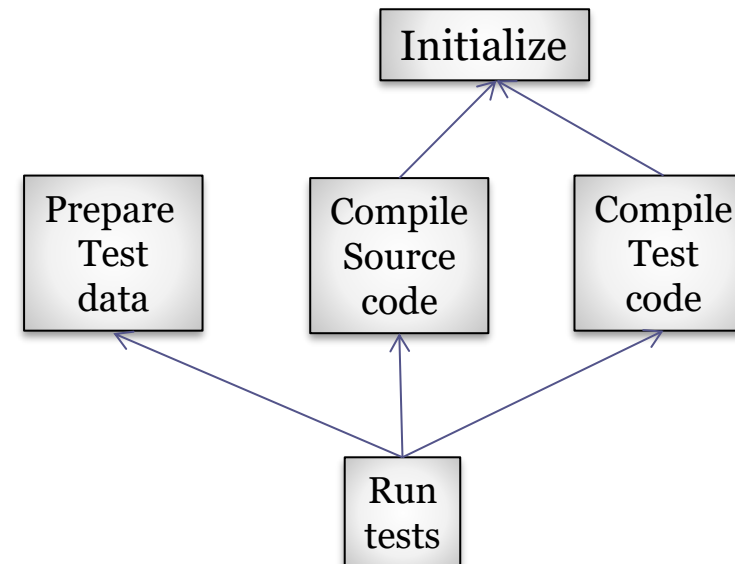 Initialize
Prepare
Test
data
Compile
Source
code
Compile
Test
code
Run
tests